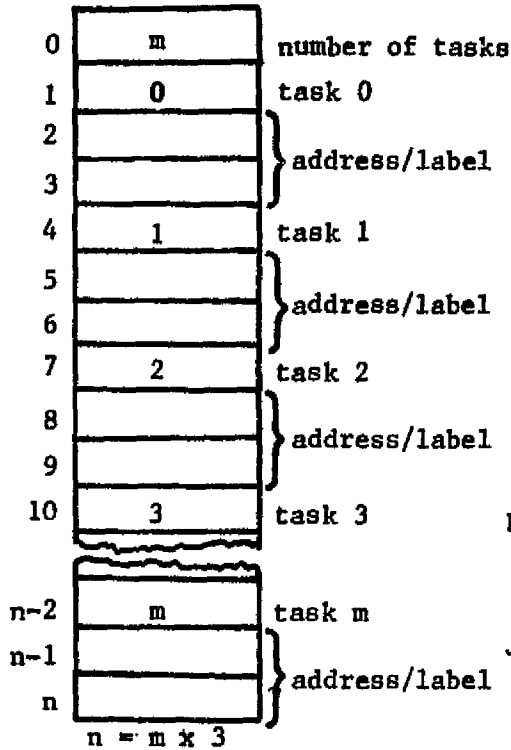 0 m number of tasks
1 0 task 0
2
address/label
3
4 1 task 1
5
address/label
6
7 2 task 2
8
address/label
9
10 3 task 3
n-2 m task m
n-1
address/label
n
n = m x 3